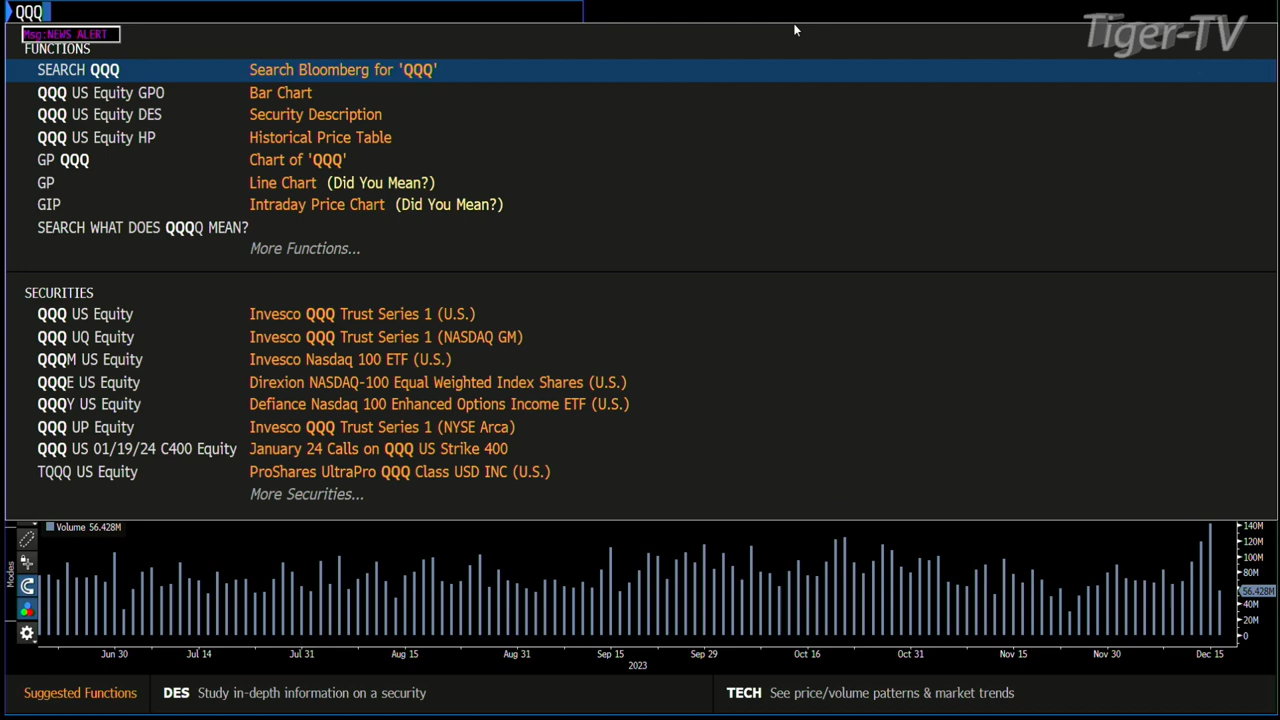 QQQ
Tiger-TV
Msg:NEWS ALERT
FUNCTIONS
SEARCH QQQ Search Bloomberg for 'QQQ'
QQQ US Equity GPO Bar Chart
QQQ US Equity DES Security Description
QQQ US Equity HP Historical Price Table
GP QQQ Chart of 'QQQ'
GP Line Chart (Did You Mean?)
GIP Intraday Price Chart (Did You Mean?)
SEARCH WHAT DOES QQQQ MEAN?
More Functions...
SECURITIES
QQQ US Equity Invesco QQQ Trust Series 1 (U.S.)
QQQ UQ Equity Invesco QQQ Trust Series 1 (NASDAQ GM)
QQQM US Equity Invesco Nasdaq 100 ETF (U.S.)
QQQE US Equity Direxion NASDAQ-100 Equal Weighted Index Shares (U.S.)
QQQY US Equity Defiance Nasdaq 100 Enhanced Options Income ETF (U.S.)
QQQ UP Equity Invesco QQQ Trust Series 1 (NYSE Arca)
QQQ US 01/19/24 C400 Equity January 24 Calls on QQQ US Strike 400
TQQQ US Equity ProShares UltraPro QQQ Class USD INC (U.S.)
More Securities...
Volume 56.428M
140M
120M
100M
80M
56.428M
40M
20M
0
Modes
Jun 30 Jul 14 Jul 31 Aug 15 Aug 31 Sep 15 Sep 29 Oct 16 Oct 31 Nov 15 Nov 30 Dec 15
2023
Suggested Functions DES Study in-depth information on a security TECH See price/volume patterns & market trends